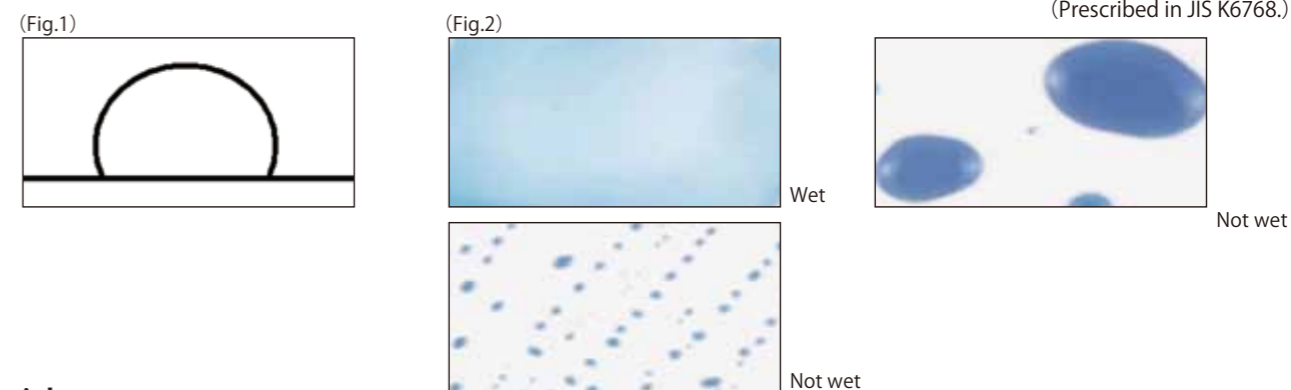 (Prescribed in JIS K6768.)
(Fig.1)
(Fig.2)
Wet
Not wet
Not wet